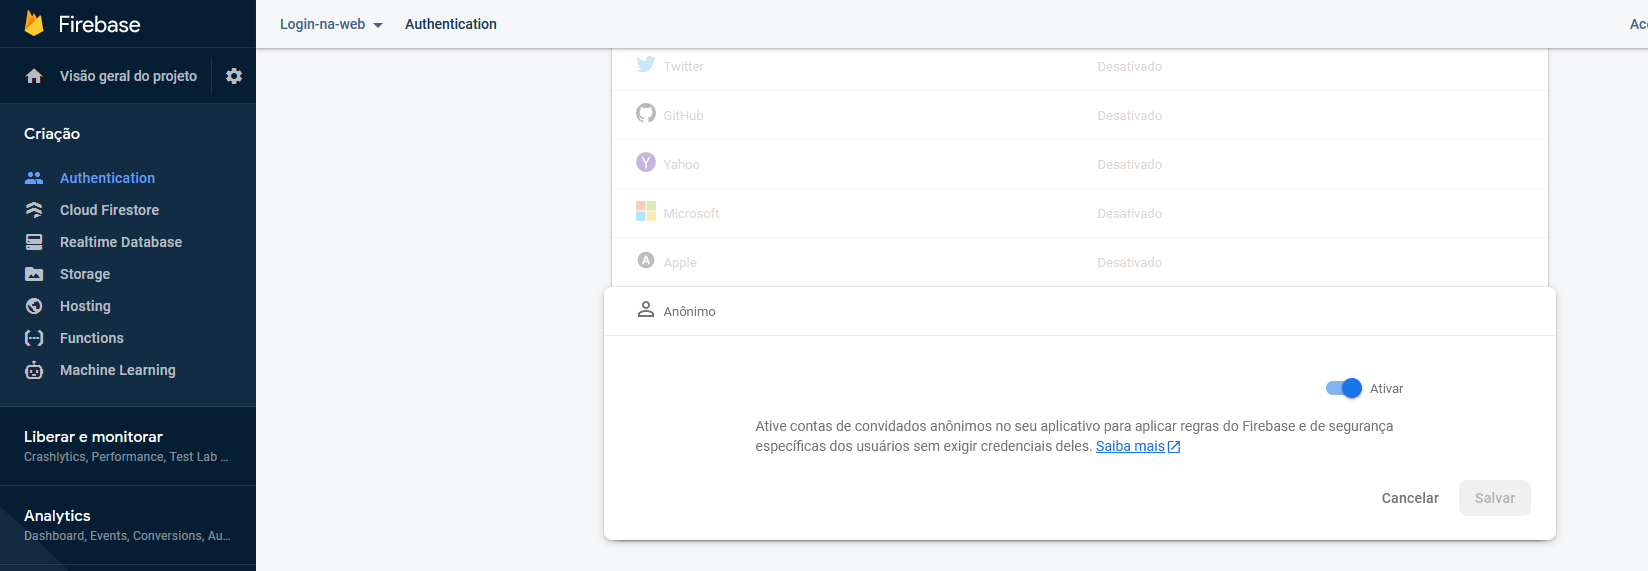 Firebase
Login-na-web
Authentication
Visão geral do projeto
Criação
Authentication
Cloud Firestore
Realtime Database
Storage
Hosting
Functions
Machine Learning
Liberar e monitorar
Crashlytics, Performance, Test Lab ...
Analytics
Dashboard, Events, Conversions, Au...
Twitter Desativado
GitHub Desativado
Yahoo Desativado
Microsoft Desativado
Apple Desativado
Anônimo
Ativar
Ative contas de convidados anônimos no seu aplicativo para aplicar regras do Firebase e de segurança
específicas dos usuários sem exigir credenciais deles. Saiba mais
Cancelar Salvar